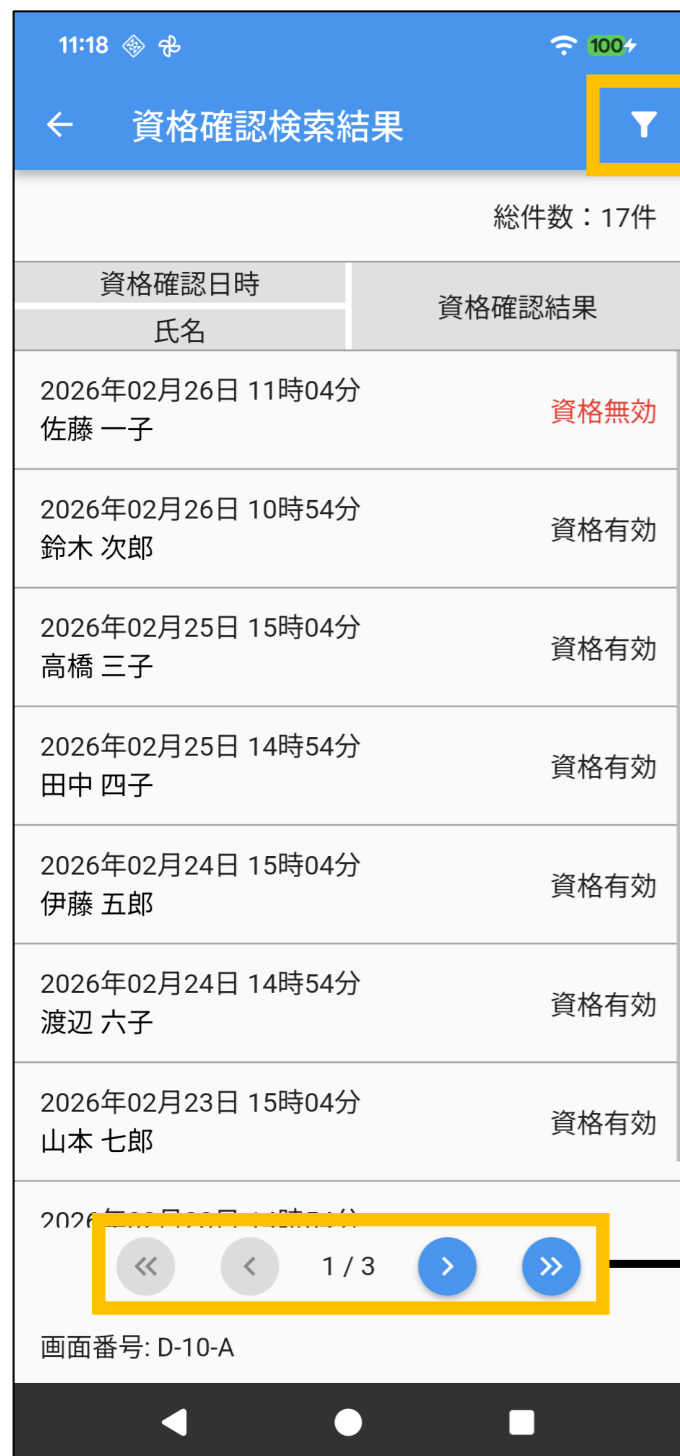 11:18
100
資格確認検索結果
総件数：17件
資格確認日時
氏名
資格確認結果
2026年02月26日 11時04分
佐藤 一子
資格無効
2026年02月26日 10時54分
鈴木 次郎
資格有効
2026年02月25日 15時04分
高橋 三子
資格有効
2026年02月25日 14時54分
田中 四子
資格有効
2026年02月24日 15時04分
伊藤 五郎
資格有効
2026年02月24日 14時54分
渡辺 六子
資格有効
2026年02月23日 15時04分
山本 七郎
資格有効
1 / 3
画面番号: D-10-A